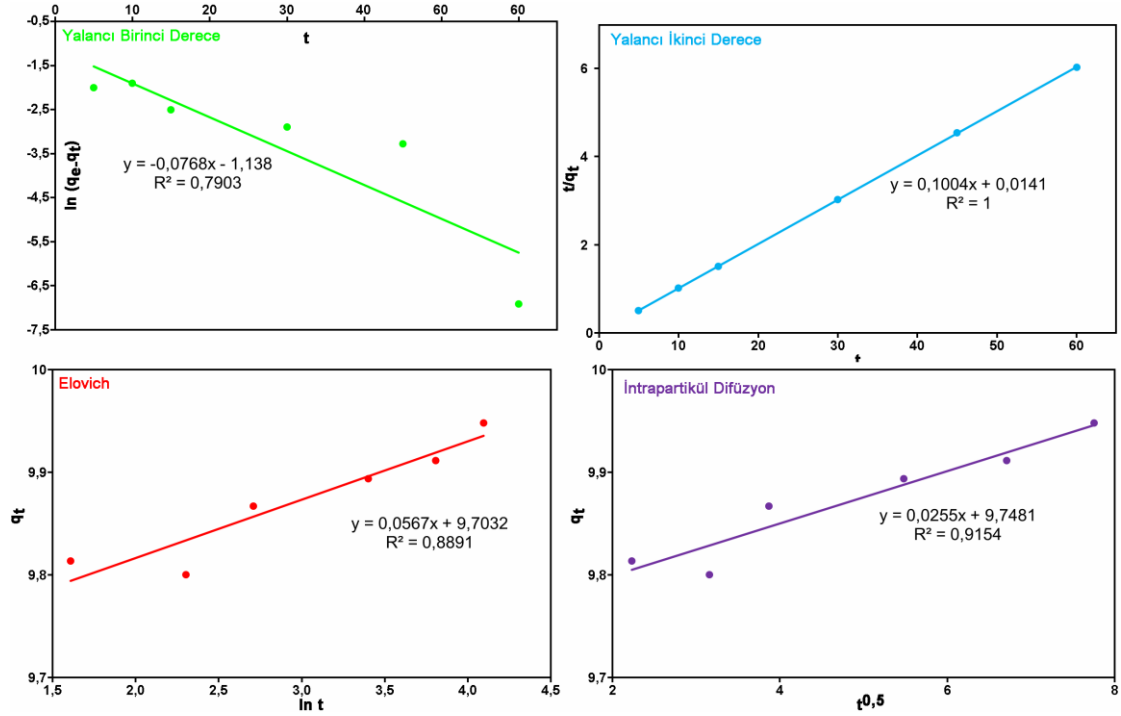 0 10 20 30 40 50 60
Yalancı Birinci Derece
t
-0,5
-1,5
-2,5
-3,5
-4,5
-5,5
-6,5
-7,5
ln (qe-qt)
y = -0,0768x - 1,138
R² = 0,7903
Yalancı İkinci Derece
6
4
2
0
t/qt
y = 0,1004x + 0,0141
R² = 1
0 10 20 30 40 50 60
t
Elovich
10
9,9
9,8
9,7
qt
y = 0,0567x + 9,7032
R² = 0,8891
1,5 2,0 2,5 3,0 3,5 4,0 4,5
ln t
İntrapartikül Difüzyon
10
9,9
9,8
9,7
qt
y = 0,0255x + 9,7481
R² = 0,9154
2 4 6 8
t0,5